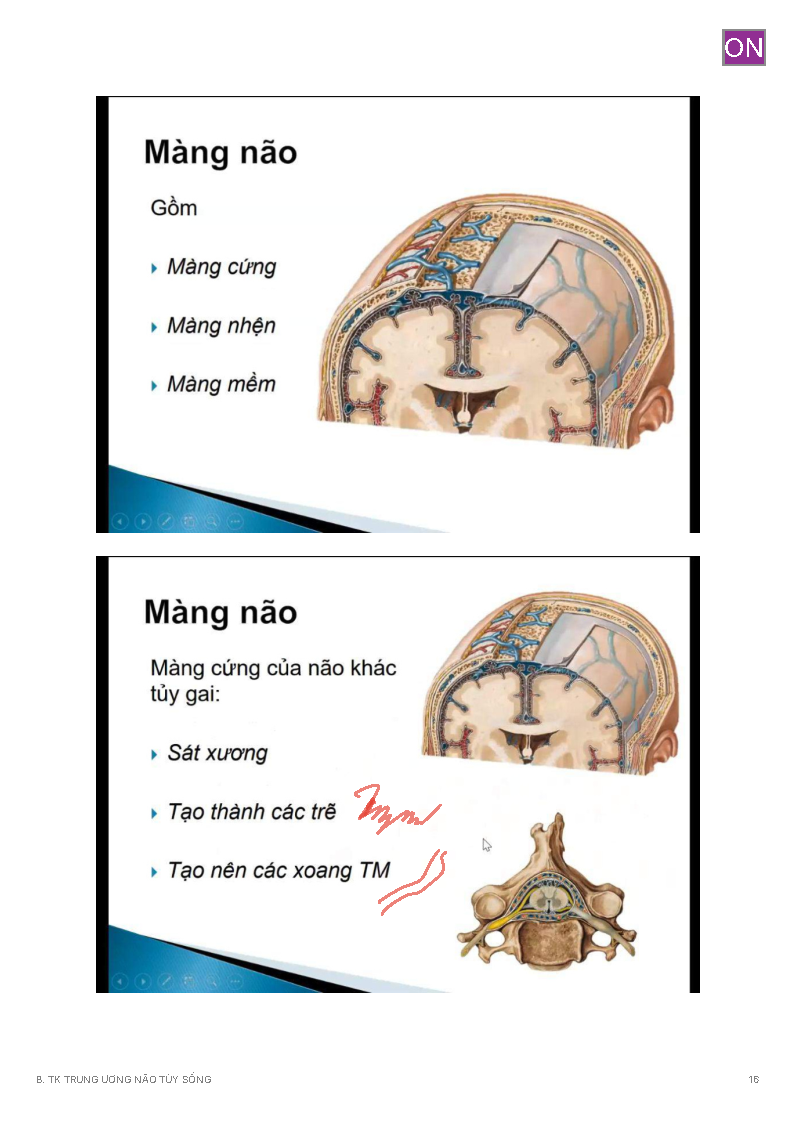 ON
Màng não
Gồm
Màng cứng
Màng nhện
Màng mềm
Màng não
Màng cứng của não khác
tủy gai:
Sát xương
Tạo thành các trẽ
Tạo nên các xoang TM
B. TK TRUNG ƯƠNG NÃO TỦY SỐNG
16